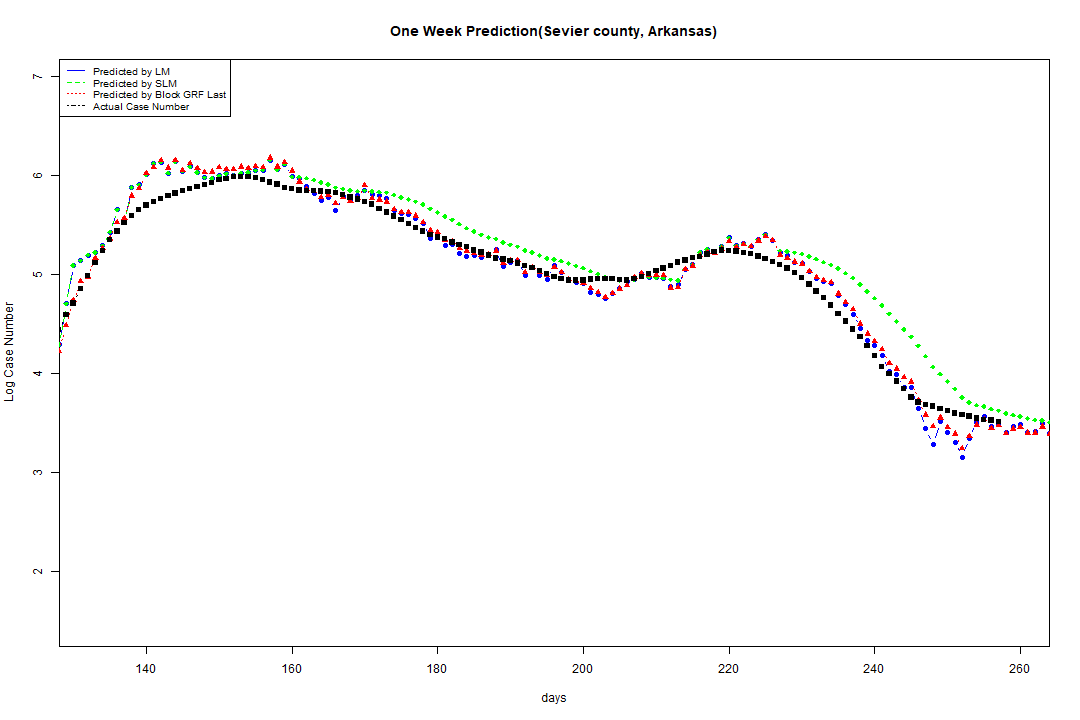 One Week Prediction(Sevier county, Arkansas)
Predicted by LM
Predicted by SLM
Predicted by Block GRF Last
Actual Case Number
7
6
5
4
3
2
Log Case Number
140 160 180 200 220 240 260
days